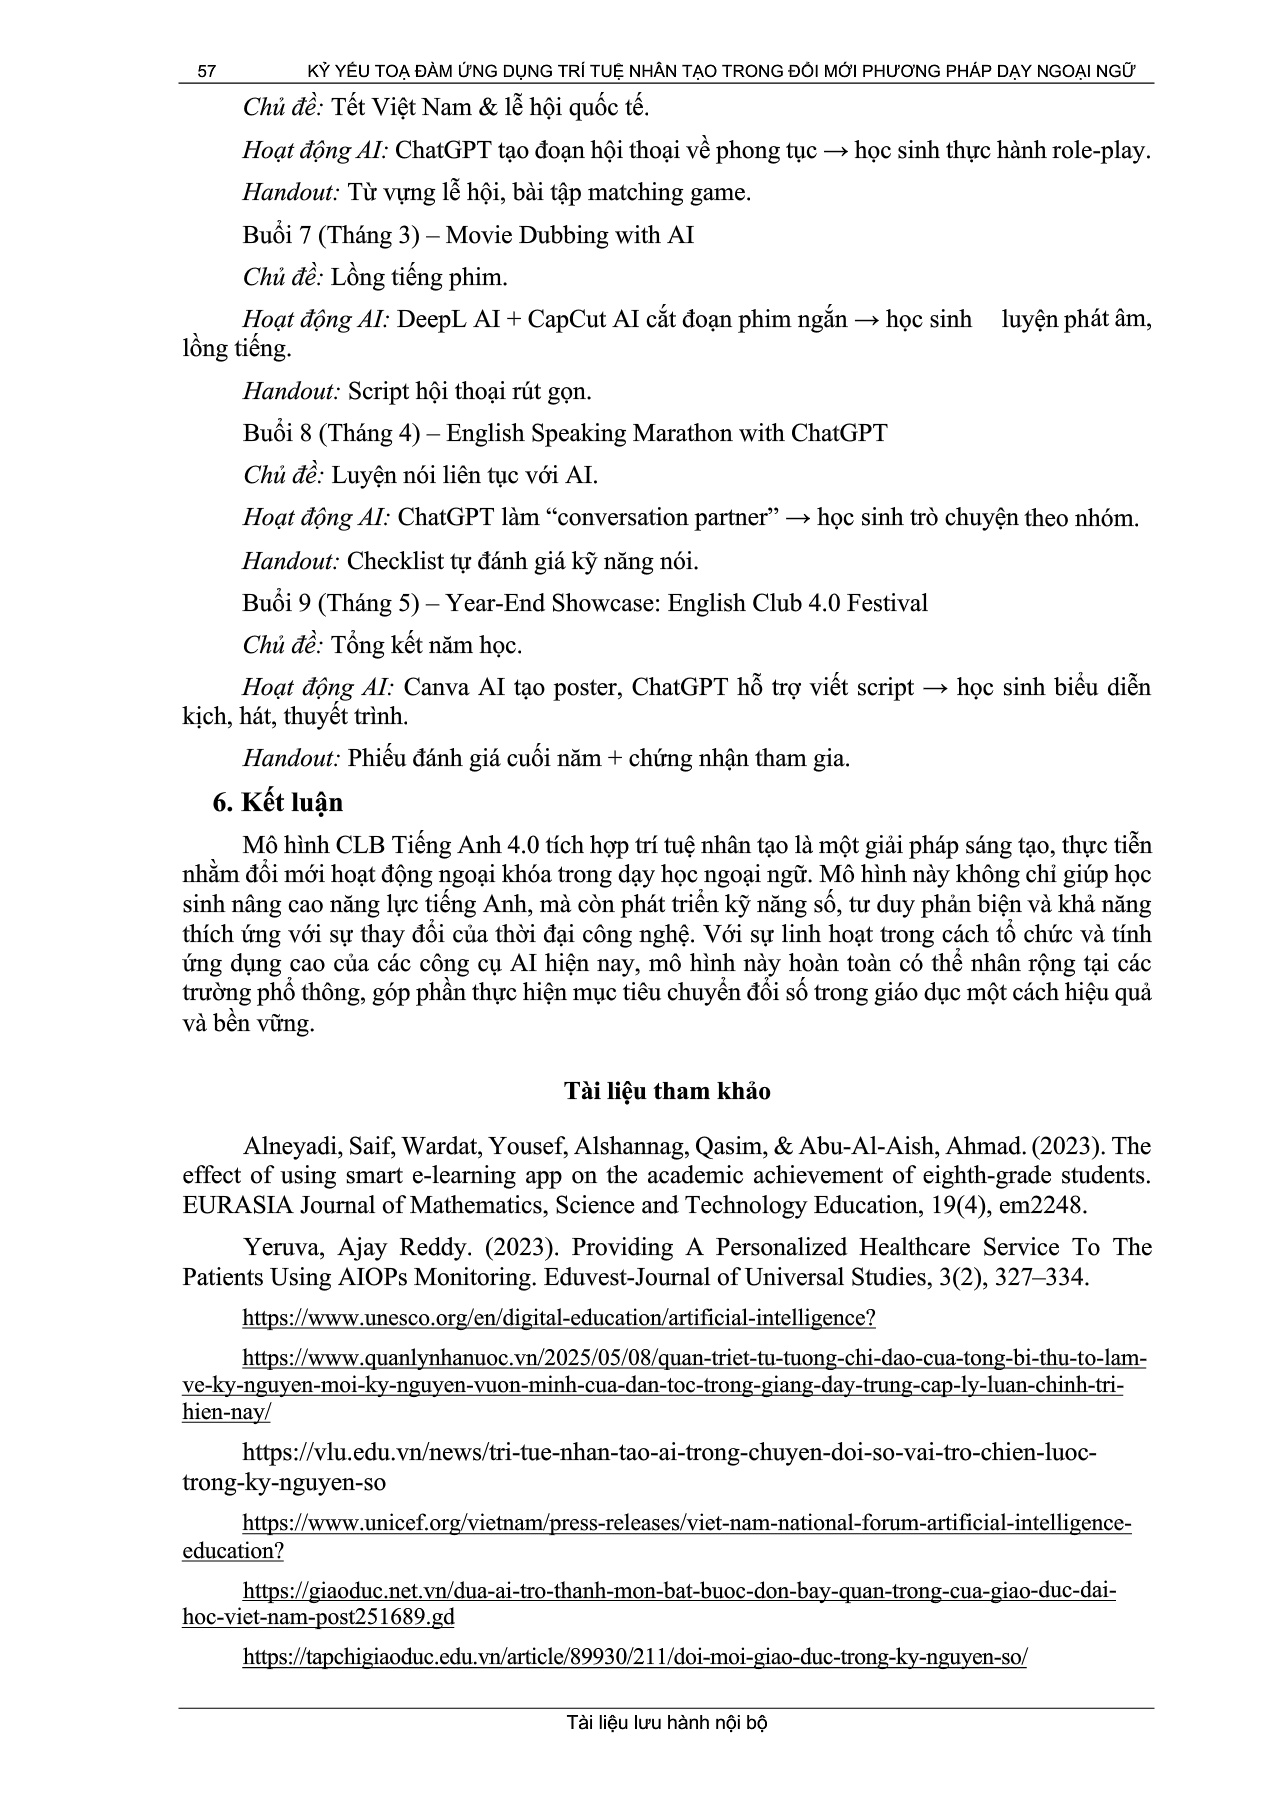 57 KỶ YẾU TOẠ ĐÀM ỨNG DỤNG TRÍ TUỆ NHÂN TẠO TRONG ĐỔI MỚI PHƯƠNG PHÁP DẠY NGOẠI NGỮ
Chủ đề: Tết Việt Nam & lễ hội quốc tế.
Hoạt động AI: ChatGPT tạo đoạn hội thoại về phong tục → học sinh thực hành role-play.
Handout: Từ vựng lễ hội, bài tập matching game.
Buổi 7 (Tháng 3) – Movie Dubbing with AI
Chủ đề: Lồng tiếng phim.
Hoạt động AI: DeepL AI + CapCut AI cắt đoạn phim ngắn → học sinh luyện phát âm,
lồng tiếng.
Handout: Script hội thoại rút gọn.
Buổi 8 (Tháng 4) – English Speaking Marathon with ChatGPT
Chủ đề: Luyện nói liên tục với AI.
Hoạt động AI: ChatGPT làm “conversation partner” → học sinh trò chuyện theo nhóm.
Handout: Checklist tự đánh giá kỹ năng nói.
Buổi 9 (Tháng 5) – Year-End Showcase: English Club 4.0 Festival
Chủ đề: Tổng kết năm học.
Hoạt động AI: Canva AI tạo poster, ChatGPT hỗ trợ viết script → học sinh biểu diễn
kịch, hát, thuyết trình.
Handout: Phiếu đánh giá cuối năm + chứng nhận tham gia.
6. Kết luận
Mô hình CLB Tiếng Anh 4.0 tích hợp trí tuệ nhân tạo là một giải pháp sáng tạo, thực tiễn
nhằm đổi mới hoạt động ngoại khóa trong dạy học ngoại ngữ. Mô hình này không chỉ giúp học
sinh nâng cao năng lực tiếng Anh, mà còn phát triển kỹ năng số, tư duy phản biện và khả năng
thích ứng với sự thay đổi của thời đại công nghệ. Với sự linh hoạt trong cách tổ chức và tính
ứng dụng cao của các công cụ AI hiện nay, mô hình này hoàn toàn có thể nhân rộng tại các
trường phổ thông, góp phần thực hiện mục tiêu chuyển đổi số trong giáo dục một cách hiệu quả
và bền vững.
Tài liệu tham khảo
Alneyadi, Saif, Wardat, Yousef, Alshannag, Qasim, & Abu-Al-Aish, Ahmad. (2023). The
effect of using smart e-learning app on the academic achievement of eighth-grade students.
EURASIA Journal of Mathematics, Science and Technology Education, 19(4), em2248.
Yeruva, Ajay Reddy. (2023). Providing A Personalized Healthcare Service To The
Patients Using AIOPs Monitoring. Eduvest-Journal of Universal Studies, 3(2), 327–334.
https://www.unesco.org/en/digital-education/artificial-intelligence?
https://www.quanlynhanuoc.vn/2025/05/08/quan-triet-tu-tuong-chi-dao-cua-tong-bi-thu-to-lam-
ve-ky-nguyen-moi-ky-nguyen-vuon-minh-cua-dan-toc-trong-giang-day-trung-cap-ly-luan-chinh-tri-
hien-nay/
https://vlu.edu.vn/news/tri-tue-nhan-tao-ai-trong-chuyen-doi-so-vai-tro-chien-luoc-
trong-ky-nguyen-so
https://www.unicef.org/vietnam/press-releases/viet-nam-national-forum-artificial-intelligence-
education?
https://giaoduc.net.vn/dua-ai-tro-thanh-mon-bat-buoc-don-bay-quan-trong-cua-giao-duc-dai-
hoc-viet-nam-post251689.gd
https://tapchigiaoduc.edu.vn/article/89930/211/doi-moi-giao-duc-trong-ky-nguyen-so/
Tài liệu lưu hành nội bộ